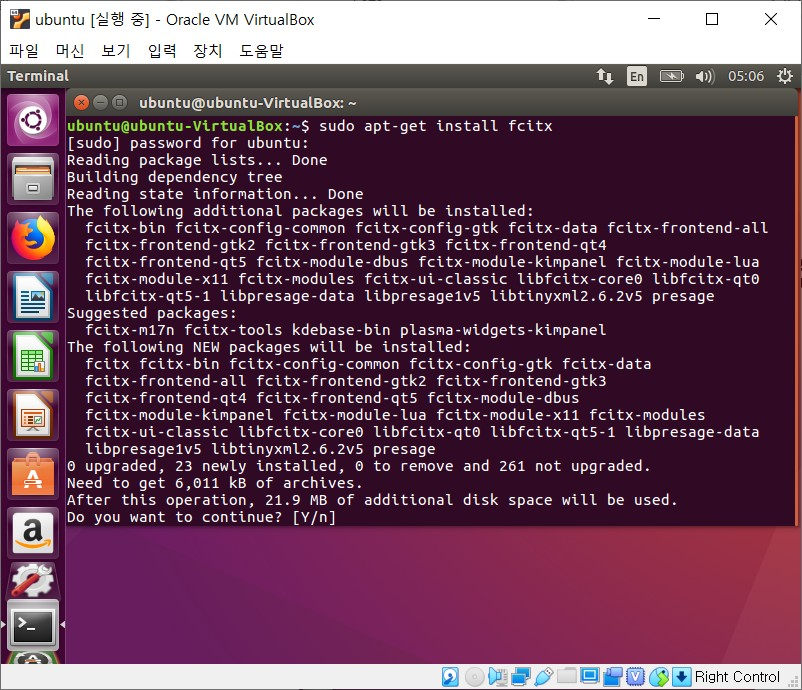 ubuntu [실행 중] - Oracle VM VirtualBox
파일 머신 보기 입력 장치 도움말
Terminal En 05:06
ubuntu@ubuntu-VirtualBox: ~
ubuntu@ubuntu-VirtualBox:~$ sudo apt-get install fcitx
[sudo] password for ubuntu:
Reading package lists... Done
Building dependency tree
Reading state information... Done
The following additional packages will be installed:
fcitx-bin fcitx-config-common fcitx-config-gtk fcitx-data fcitx-frontend-all
fcitx-frontend-gtk2 fcitx-frontend-gtk3 fcitx-frontend-qt4
fcitx-frontend-qt5 fcitx-module-dbus fcitx-module-kimpanel fcitx-module-lua
fcitx-module-x11 fcitx-modules fcitx-ui-classic libfcitx-core0 libfcitx-qt0
libfcitx-qt5-1 libpresage-data libpresage1v5 libtinyxml2.6.2v5 presage
Suggested packages:
fcitx-m17n fcitx-tools kdebase-bin plasma-widgets-kimpanel
The following NEW packages will be installed:
fcitx fcitx-bin fcitx-config-common fcitx-config-gtk fcitx-data
fcitx-frontend-all fcitx-frontend-gtk2 fcitx-frontend-gtk3
fcitx-frontend-qt4 fcitx-frontend-qt5 fcitx-module-dbus
fcitx-module-kimpanel fcitx-module-lua fcitx-module-x11 fcitx-modules
fcitx-ui-classic libfcitx-core0 libfcitx-qt0 libfcitx-qt5-1 libpresage-data
libpresage1v5 libtinyxml2.6.2v5 presage
0 upgraded, 23 newly installed, 0 to remove and 261 not upgraded.
Need to get 6,011 kB of archives.
After this operation, 21.9 MB of additional disk space will be used.
Do you want to continue? [Y/n]
Right Control